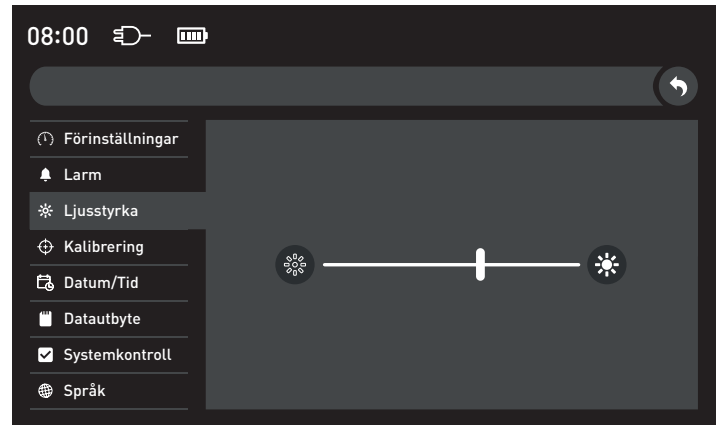 08:00
Förinställningar
Larm
Ljusstyrka
Kalibrering
Datum/Tid
Datautbyte
Systemkontroll
Språk